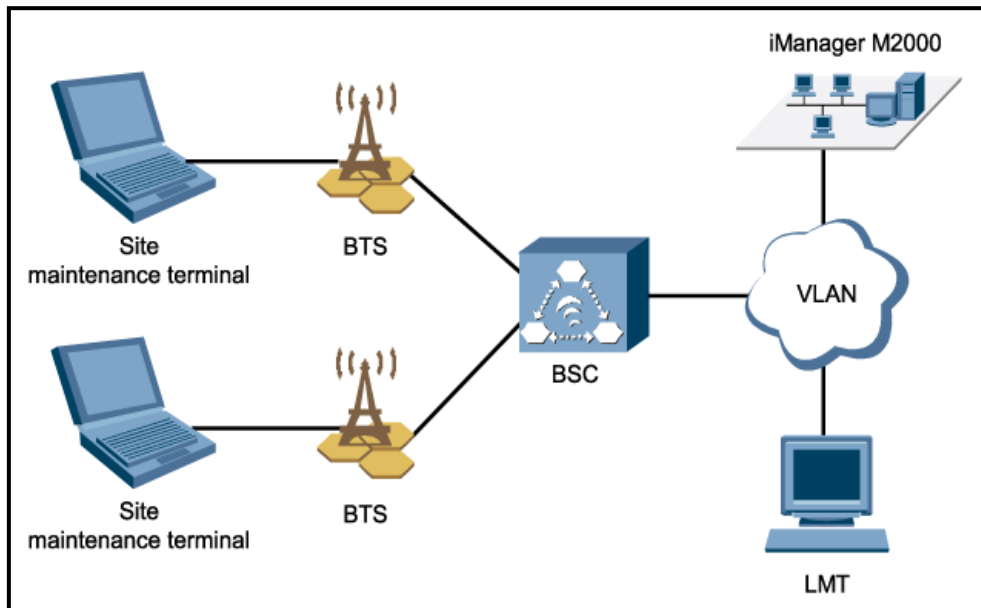 iManager M2000
Site
maintenance terminal
BTS
BSC
VLAN
Site
maintenance terminal
BTS
LMT